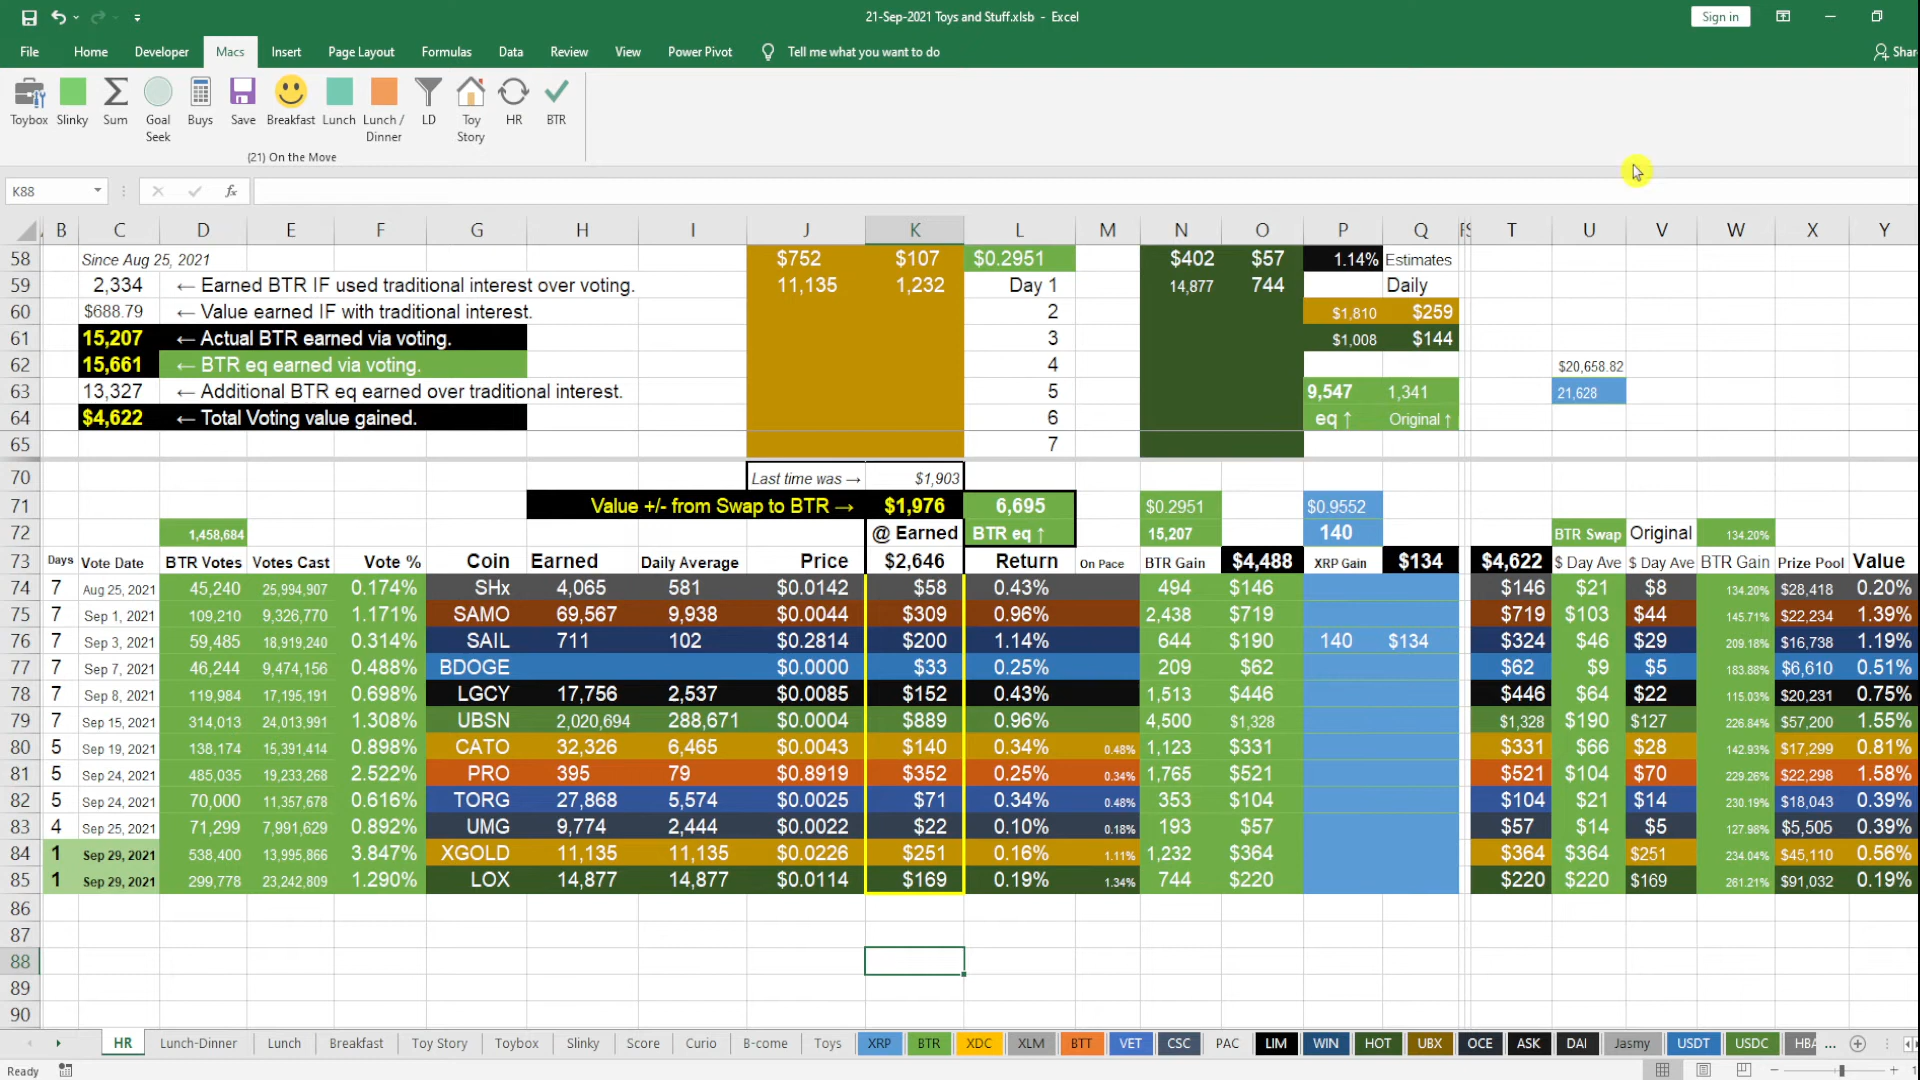 21-Sep-2021 Toys and Stuff.xlsb - Excel
Sign in
File Home Developer Macs Insert Page Layout Formulas Data Review View Power Pivot Tell me what you want to do Shar
Toybox Slinky Sum Goal Seek Buys Save Breakfast Lunch Lunch / Dinner LD Toy Story HR BTR
(21) On the Move
K88 fx
B C D E F G H I J K L M N O P Q T U V W X Y
58 Since Aug 25, 2021 $752 $107 $0.2951 $402 $57 1.14% Estimates
59 2,334 ← Earned BTR IF used traditional interest over voting. 11,135 1,232 Day 1 14,877 744 Daily
60 $688.79 ← Value earned IF with traditional interest. 2 $1,810 $259
61 15,207 ← Actual BTR earned via voting. 3 $1,008 $144
62 15,661 ← BTR eq earned via voting. 4 $20,658.82
63 13,327 ← Additional BTR eq earned over traditional interest. 5 9,547 1,341 21,628
64 $4,622 ← Total Voting value gained. 6 eq ↑ Original ↑
65 7
70 Last time was → $1,903
71 Value +/- from Swap to BTR → $1,976 6,695 $0.2951 $0.9552
72 1,458,684 @ Earned BTR eq ↑ 15,207 140 BTR Swap Original 134.20%
73 Days Vote Date BTR Votes Votes Cast Vote % Coin Earned Daily Average Price $2,646 Return On Pace BTR Gain $4,488 XRP Gain $134 $4,622 $ Day Ave $ Day Ave BTR Gain Prize Pool Value
74 7 Aug 25, 2021 45,240 25,994,907 0.174% SHx 4,065 581 $0.0142 $58 0.43% 494 $146 $146 $21 $8 134.20% $28,418 0.20%
75 7 Sep 1, 2021 109,210 9,326,770 1.171% SAMO 69,567 9,938 $0.0044 $309 0.96% 2,438 $719 $719 $103 $44 145.71% $22,234 1.39%
76 7 Sep 3, 2021 59,485 18,919,240 0.314% SAIL 711 102 $0.2814 $200 1.14% 644 $190 140 $134 $324 $46 $29 209.18% $16,738 1.19%
77 7 Sep 7, 2021 46,244 9,474,156 0.488% BDOGE $0.0000 $33 0.25% 209 $62 $62 $9 $5 183.88% $6,610 0.51%
78 7 Sep 8, 2021 119,984 17,195,191 0.698% LGCY 17,756 2,537 $0.0085 $152 0.43% 1,513 $446 $446 $64 $22 115.03% $20,231 0.75%
79 7 Sep 15, 2021 314,013 24,013,991 1.308% UBSN 2,020,694 288,671 $0.0004 $889 0.96% 4,500 $1,328 $1,328 $190 $127 226.84% $57,200 1.55%
80 5 Sep 19, 2021 138,174 15,391,414 0.898% CATO 32,326 6,465 $0.0043 $140 0.34% 0.48% 1,123 $331 $331 $66 $28 142.93% $17,299 0.81%
81 5 Sep 24, 2021 485,035 19,233,268 2.522% PRO 395 79 $0.8919 $352 0.25% 0.34% 1,765 $521 $521 $104 $70 229.26% $22,298 1.58%
82 5 Sep 24, 2021 70,000 11,357,678 0.616% TORG 27,868 5,574 $0.0025 $71 0.34% 0.48% 353 $104 $104 $21 $14 230.19% $18,043 0.39%
83 4 Sep 25, 2021 71,299 7,991,629 0.892% UMG 9,774 2,444 $0.0022 $22 0.10% 0.18% 193 $57 $57 $14 $5 127.98% $5,505 0.39%
84 1 Sep 29, 2021 538,400 13,995,866 3.847% XGOLD 11,135 11,135 $0.0226 $251 0.16% 1.11% 1,232 $364 $364 $364 $251 234.04% $45,110 0.56%
85 1 Sep 29, 2021 299,778 23,242,809 1.290% LOX 14,877 14,877 $0.0114 $169 0.19% 1.34% 744 $220 $220 $220 $169 261.21% $91,032 0.19%
86
87
88
89
90
HR Lunch-Dinner Lunch Breakfast Toy Story Toybox Slinky Score Curio B-come Toys XRP BTR XDC XLM BTT VET CSC PAC LIM WIN HOT UBX OCE ASK DAI Jasmy USDT USDC HBA ...
Ready